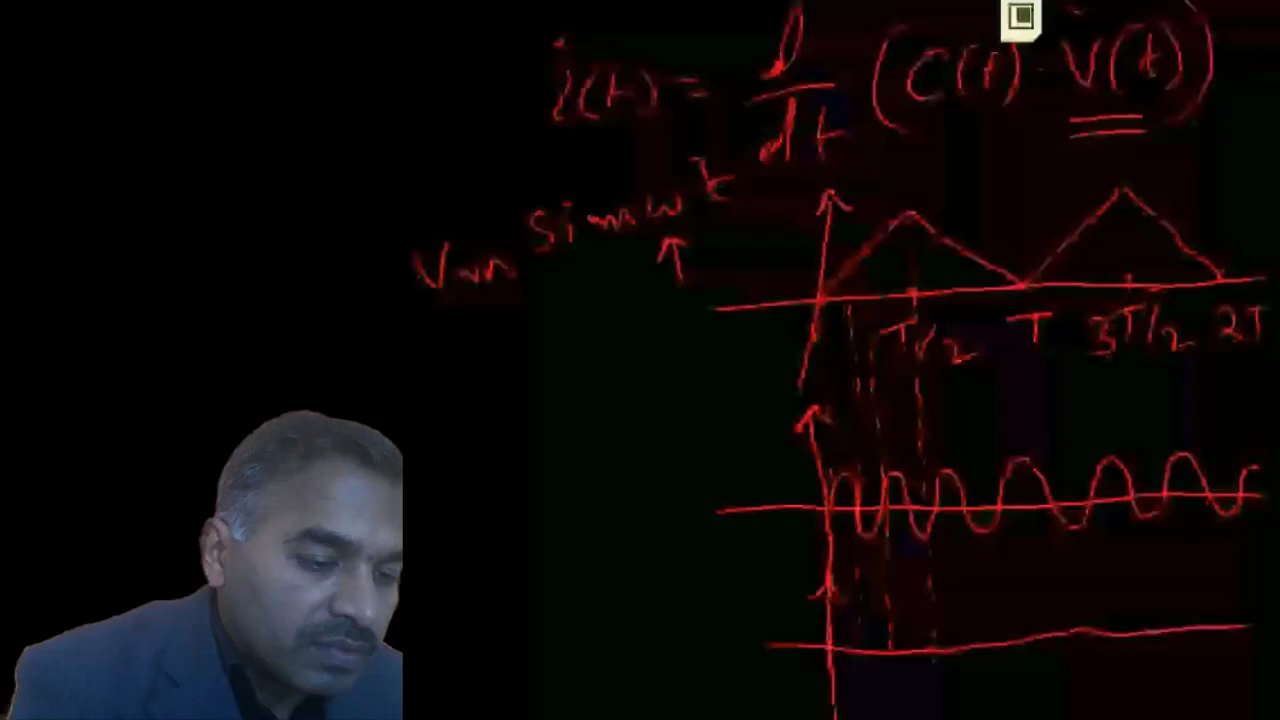 i(t) = d/dt (C(t) · V(t))
Vm sin ωt
T/2 T 3T/2 2T